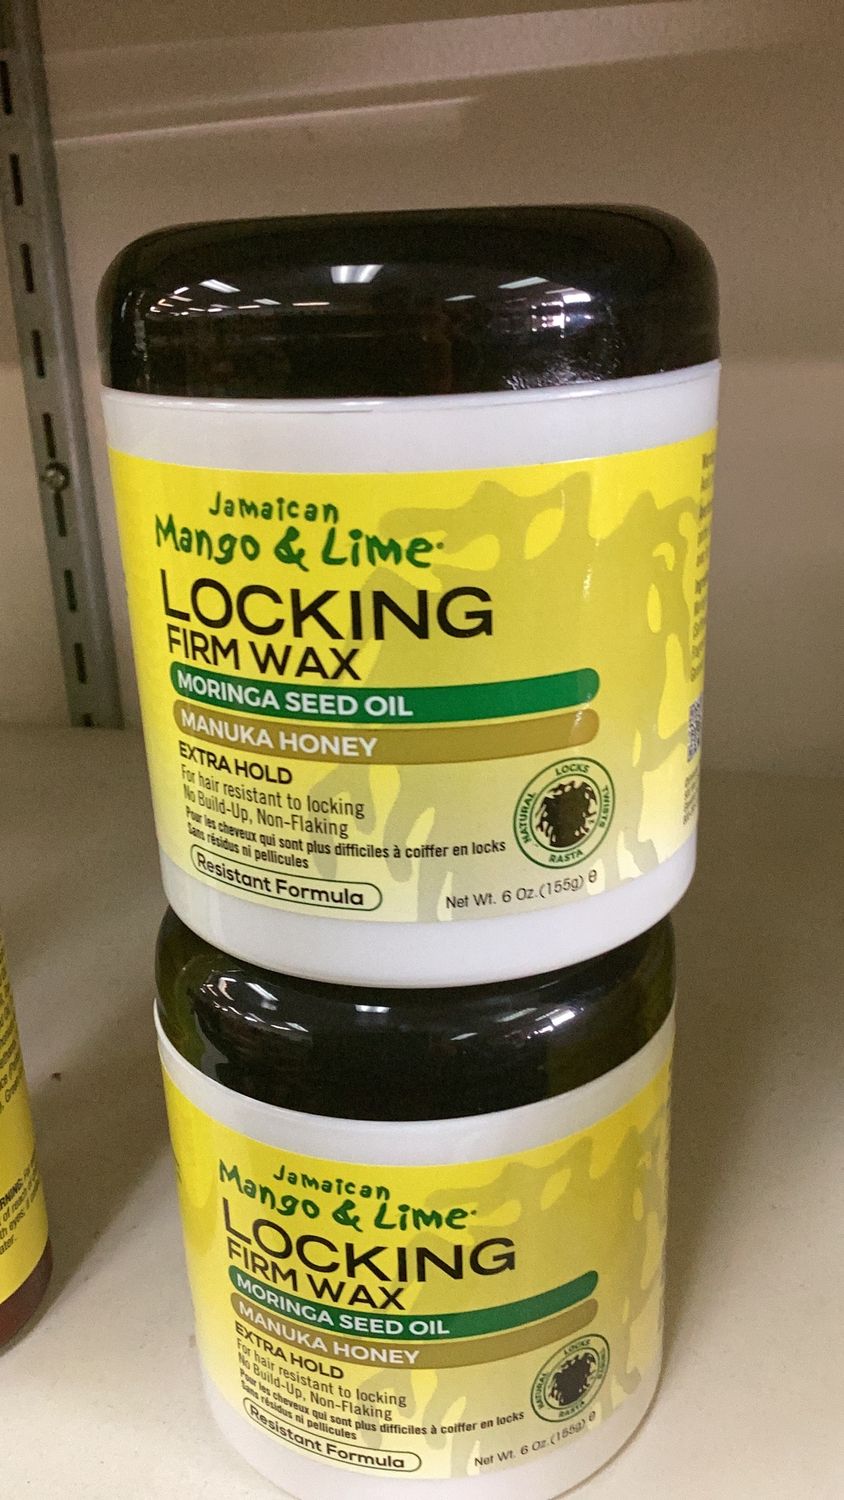 Jamaican
Mango & Lime
LOCKING
FIRM WAX
MORINGA SEED OIL
MANUKA HONEY
EXTRA HOLD
For hair resistant to locking
No Build-Up, Non-Flaking
Pour les cheveux qui sont plus difficiles à coiffer en locks
Sans résidus ni pellicules
Resistant Formula
NATURAL LOCKS TWISTS RASTA
Net Wt. 6 Oz.(155g) e
Jamaican
Mango & Lime
LOCKING
FIRM WAX
MORINGA SEED OIL
MANUKA HONEY
EXTRA HOLD
For hair resistant to locking
No Build-Up, Non-Flaking
Pour les cheveux qui sont plus difficiles à coiffer en locks
Sans résidus ni pellicules
Resistant Formula
NATURAL LOCKS TWISTS RASTA
Net Wt. 6 Oz.(155g) e